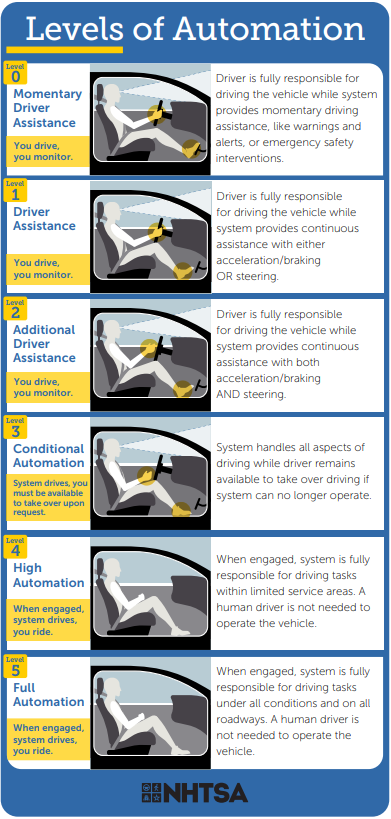 Levels of Automation
Level
0
Momentary
Driver
Assistance
You drive,
you monitor.
Driver is fully responsible for
driving the vehicle while system
provides momentary driving
assistance, like warnings and
alerts, or emergency safety
interventions.
Level
1
Driver
Assistance
You drive,
you monitor.
Driver is fully responsible
for driving the vehicle while
system provides continuous
assistance with either
acceleration/braking
OR steering.
Level
2
Additional
Driver
Assistance
You drive,
you monitor.
Driver is fully responsible
for driving the vehicle while
system provides continuous
assistance with both
acceleration/braking
AND steering.
Level
3
Conditional
Automation
System drives, you
must be available
to take over upon
request.
System handles all aspects of
driving while driver remains
available to take over driving if
system can no longer operate.
Level
4
High
Automation
When engaged,
system drives,
you ride.
When engaged, system is fully
responsible for driving tasks
within limited service areas. A
human driver is not needed to
operate the vehicle.
Level
5
Full
Automation
When engaged,
system drives,
you ride.
When engaged, system is fully
responsible for driving tasks
under all conditions and on all
roadways. A human driver is
not needed to operate the
vehicle.
NHTSA